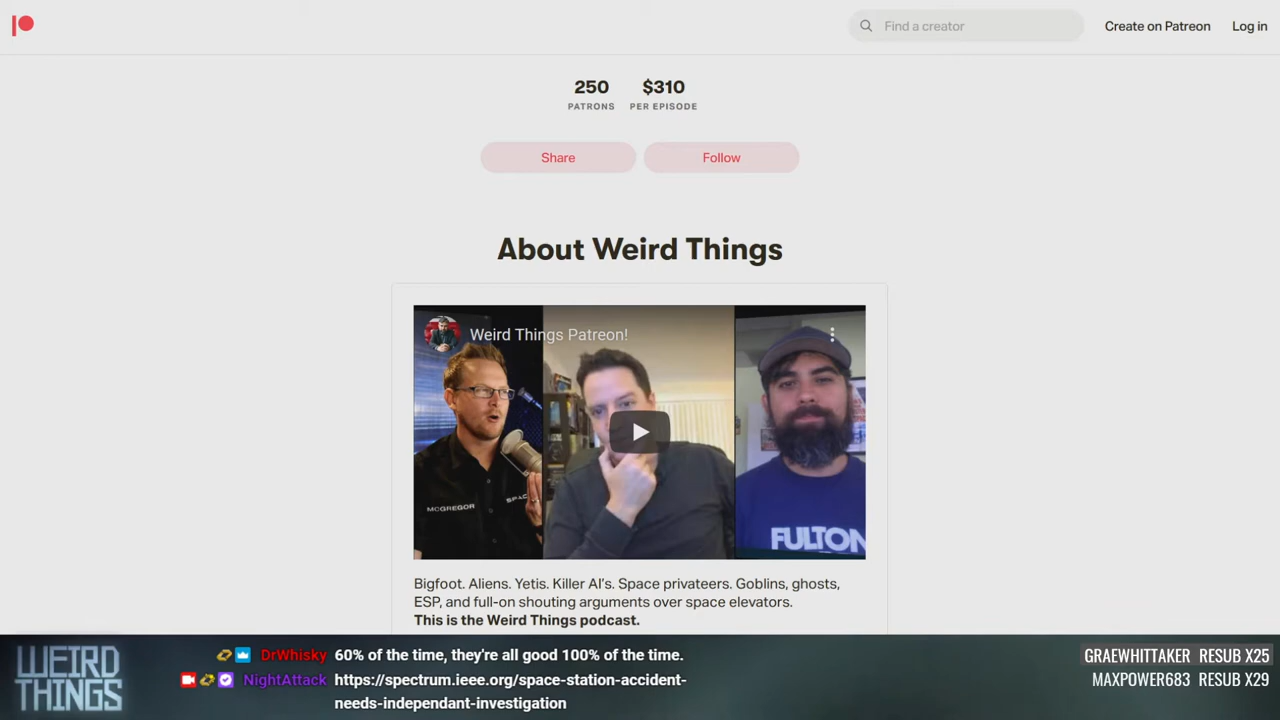 Find a creator
Create on Patreon
Log in
250
PATRONS
$310
PER EPISODE
Share
Follow
About Weird Things
Weird Things Patreon!
MCGREGOR
SPAC
FULTON
Bigfoot. Aliens. Yetis. Killer AI's. Space privateers. Goblins, ghosts,
ESP, and full-on shouting arguments over space elevators.
This is the Weird Things podcast.
WEIRD
THINGS
DrWhisky 60% of the time, they're all good 100% of the time.
NightAttack https://spectrum.ieee.org/space-station-accident-
needs-independant-investigation
GRAEWHITTAKER RESUB X25
MAXPOWER683 RESUB X29